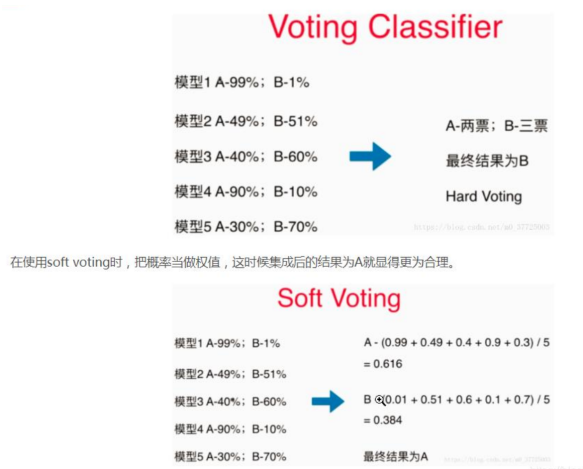 Voting Classifier
模型1 A-99%；B-1%
模型2 A-49%；B-51%
模型3 A-40%；B-60%
模型4 A-90%；B-10%
模型5 A-30%；B-70%
A-两票；B-三票
最终结果为B
Hard Voting
在使用soft voting时，把概率当做权值，这时候集成后的结果为A就显得更为合理。
Soft Voting
模型1 A-99%；B-1%
模型2 A-49%；B-51%
模型3 A-40%；B-60%
模型4 A-90%；B-10%
模型5 A-30%；B-70%
A - (0.99 + 0.49 + 0.4 + 0.9 + 0.3) / 5
= 0.616
B (0.01 + 0.51 + 0.6 + 0.1 + 0.7) / 5
= 0.384
最终结果为A